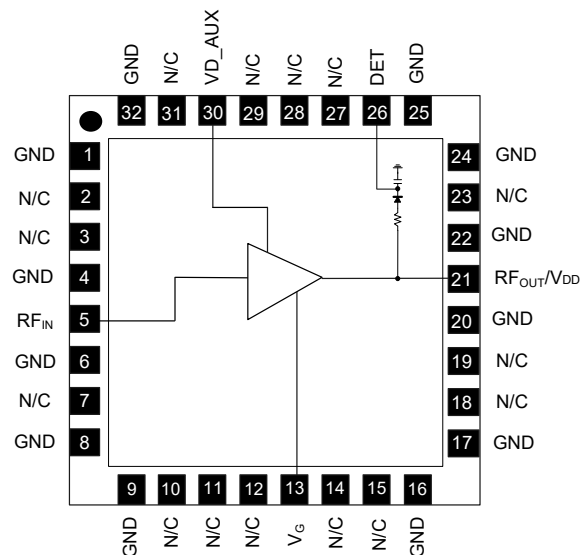 GND
N/C
VD_AUX
N/C
N/C
N/C
DET
GND
32 31 30 29 28 27 26 25
GND 1
N/C 2
N/C 3
GND 4
RFIN 5
GND 6
N/C 7
GND 8
24 GND
23 N/C
22 GND
21 RFOUT/VDD
20 GND
19 N/C
18 N/C
17 GND
9 10 11 12 13 14 15 16
GND
N/C
N/C
N/C
VG
N/C
N/C
GND